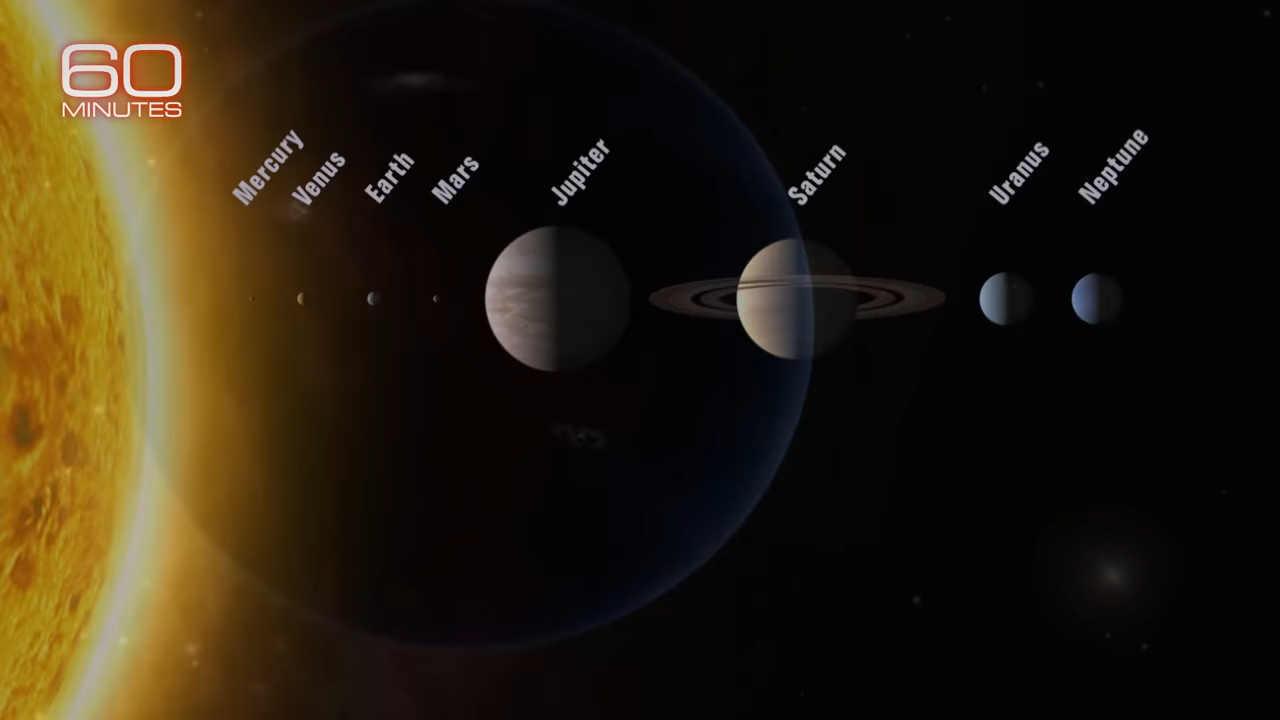 60
MINUTES
Mercury
Venus
Earth
Mars
Jupiter
Saturn
Uranus
Neptune